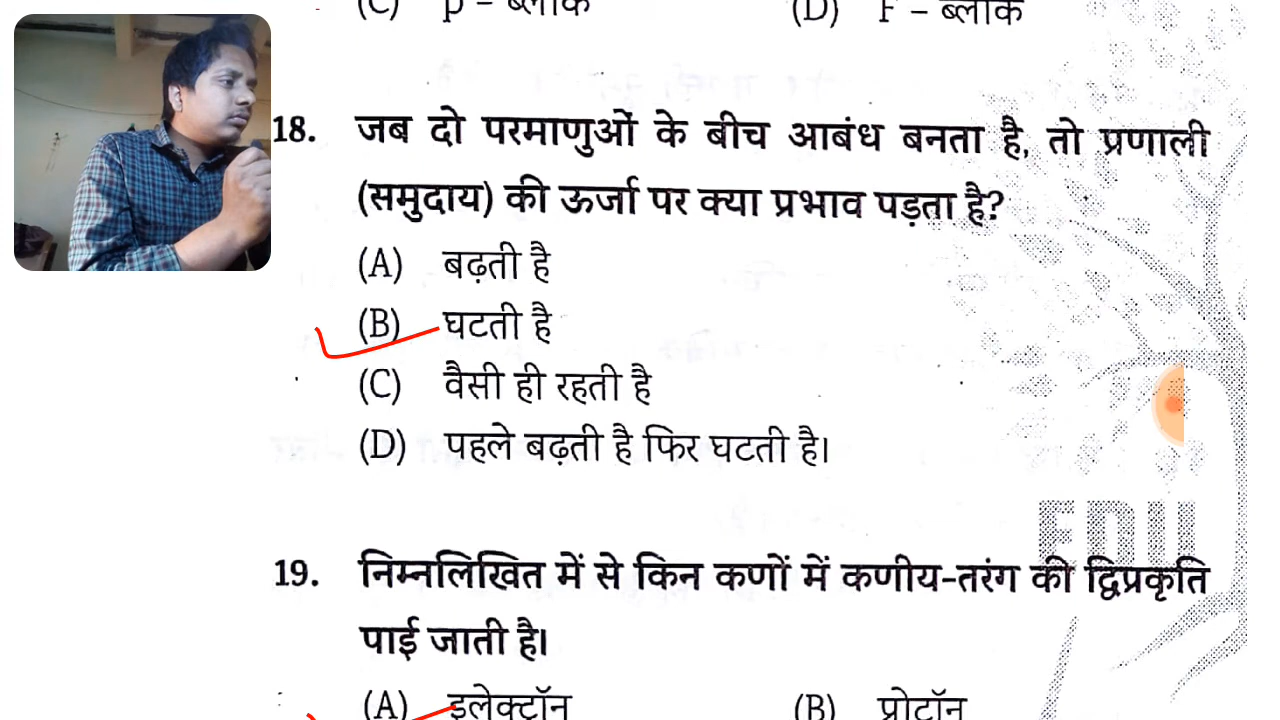 (C) p – ब्लॉक (D) F – ब्लॉक
18. जब दो परमाणुओं के बीच आबंध बनता है, तो प्रणाली
(समुदाय) की ऊर्जा पर क्या प्रभाव पड़ता है?
(A) बढ़ती है
(B) घटती है
(C) वैसी ही रहती है
(D) पहले बढ़ती है फिर घटती है।
EDU
19. निम्नलिखित में से किन कणों में कणीय-तरंग की द्विप्रकृति
पाई जाती है।
(A) इलेक्ट्रॉन (B) प्रोटॉन